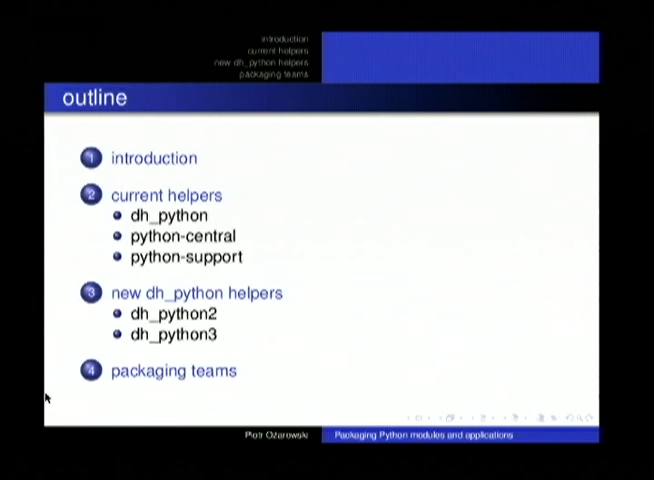 introduction
current helpers
new dh_python helpers
packaging teams
outline
1 introduction
2 current helpers
dh_python
python-central
python-support
3 new dh_python helpers
dh_python2
dh_python3
4 packaging teams
Piotr Ożarowski
Packaging Python modules and applications